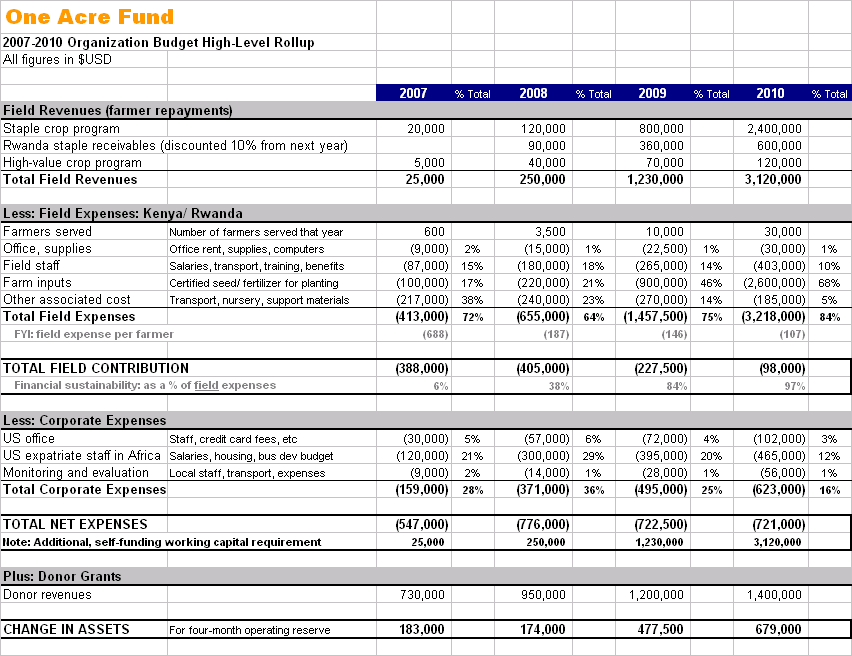 One Acre Fund
2007-2010 Organization Budget High-Level Rollup
All figures in $USD
2007 % Total 2008 % Total 2009 % Total 2010 % Total
Field Revenues (farmer repayments)
Staple crop program 20,000 120,000 800,000 2,400,000
Rwanda staple receivables (discounted 10% from next year) 90,000 360,000 600,000
High-value crop program 5,000 40,000 70,000 120,000
Total Field Revenues 25,000 250,000 1,230,000 3,120,000
Less: Field Expenses: Kenya/ Rwanda
Farmers served Number of farmers served that year 600 3,500 10,000 30,000
Office, supplies Office rent, supplies, computers (9,000) 2% (15,000) 1% (22,500) 1% (30,000) 1%
Field staff Salaries, transport, training, benefits (87,000) 15% (180,000) 18% (265,000) 14% (403,000) 10%
Farm inputs Certified seed/ fertilizer for planting (100,000) 17% (220,000) 21% (900,000) 46% (2,600,000) 68%
Other associated cost Transport, nursery, support materials (217,000) 38% (240,000) 23% (270,000) 14% (185,000) 5%
Total Field Expenses (413,000) 72% (655,000) 64% (1,457,500) 75% (3,218,000) 84%
FYI: field expense per farmer (688) (187) (146) (107)
TOTAL FIELD CONTRIBUTION (388,000) (405,000) (227,500) (98,000)
Financial sustainability: as a % of field expenses 6% 38% 84% 97%
Less: Corporate Expenses
US office Staff, credit card fees, etc (30,000) 5% (57,000) 6% (72,000) 4% (102,000) 3%
US expatriate staff in Africa Salaries, housing, bus dev budget (120,000) 21% (300,000) 29% (395,000) 20% (465,000) 12%
Monitoring and evaluation Local staff, transport, expenses (9,000) 2% (14,000) 1% (28,000) 1% (56,000) 1%
Total Corporate Expenses (159,000) 28% (371,000) 36% (495,000) 25% (623,000) 16%
TOTAL NET EXPENSES (547,000) (776,000) (722,500) (721,000)
Note: Additional, self-funding working capital requirement 25,000 250,000 1,230,000 3,120,000
Plus: Donor Grants
Donor revenues 730,000 950,000 1,200,000 1,400,000
CHANGE IN ASSETS For four-month operating reserve 183,000 174,000 477,500 679,000